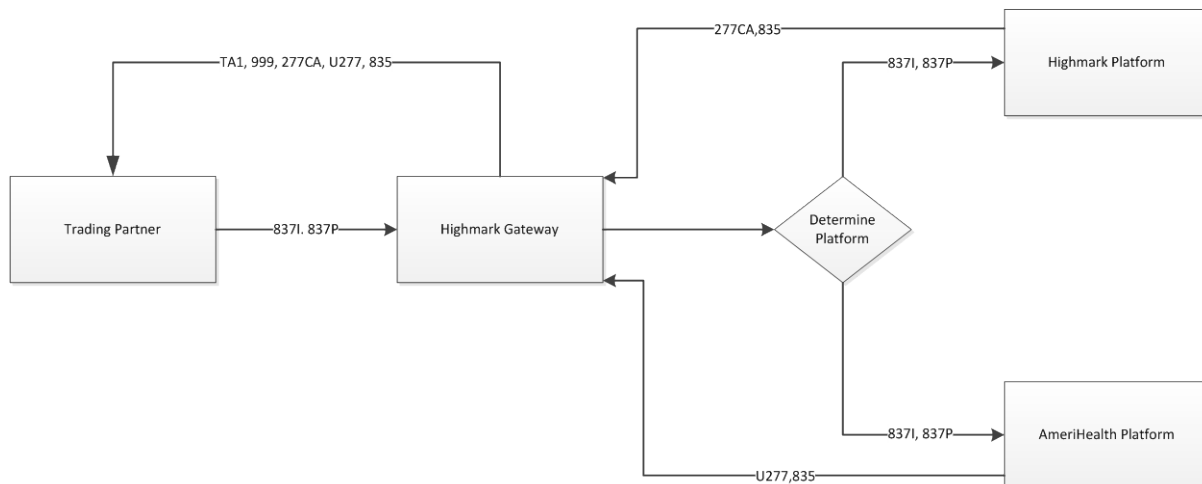 277CA,835
TA1, 999, 277CA, U277, 835
837I, 837P
Highmark Platform
Trading Partner
837I. 837P
Highmark Gateway
Determine
Platform
837I, 837P
AmeriHealth Platform
U277,835